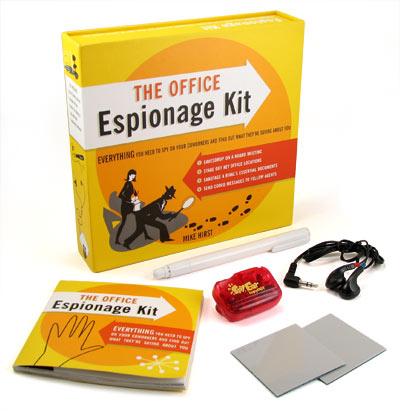 Espionage Kit
THE OFFICE
Espionage Kit
EVERYTHING YOU NEED TO SPY ON YOUR COWORKERS AND FIND OUT WHAT THEY'RE SAYING ABOUT YOU
EAVESDROP ON A BOARD MEETING
STAKE OUT KEY OFFICE LOCATIONS
SABOTAGE A RIVAL'S ESSENTIAL DOCUMENTS
SEND CODED MESSAGES TO FELLOW AGENTS
MIKE HIRST
THE OFFICE
Espionage Kit
EVERYTHING YOU NEED TO SPY
ON YOUR COWORKERS AND FIND OUT
WHAT THEY'RE SAYING ABOUT YOU